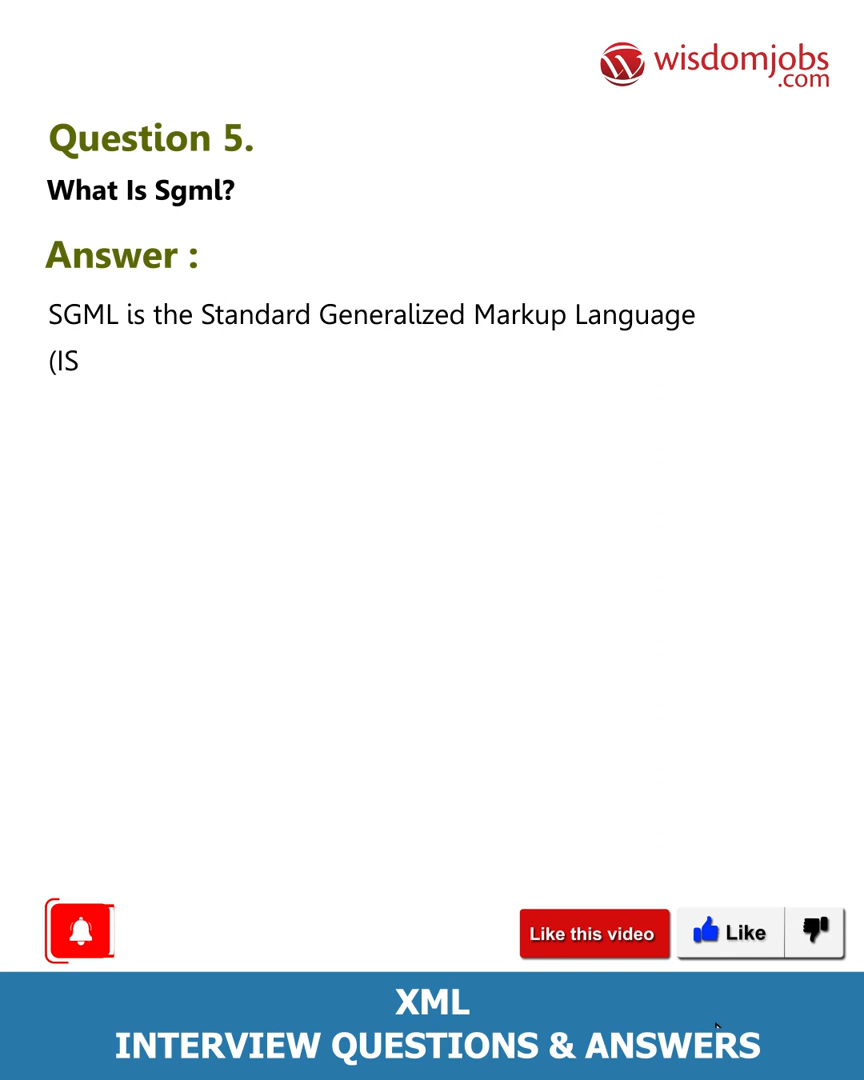 wisdomjobs
.com
Question 5.
What Is Sgml?
Answer :
SGML is the Standard Generalized Markup Language
(IS
Like this video
Like
XML
INTERVIEW QUESTIONS & ANSWERS